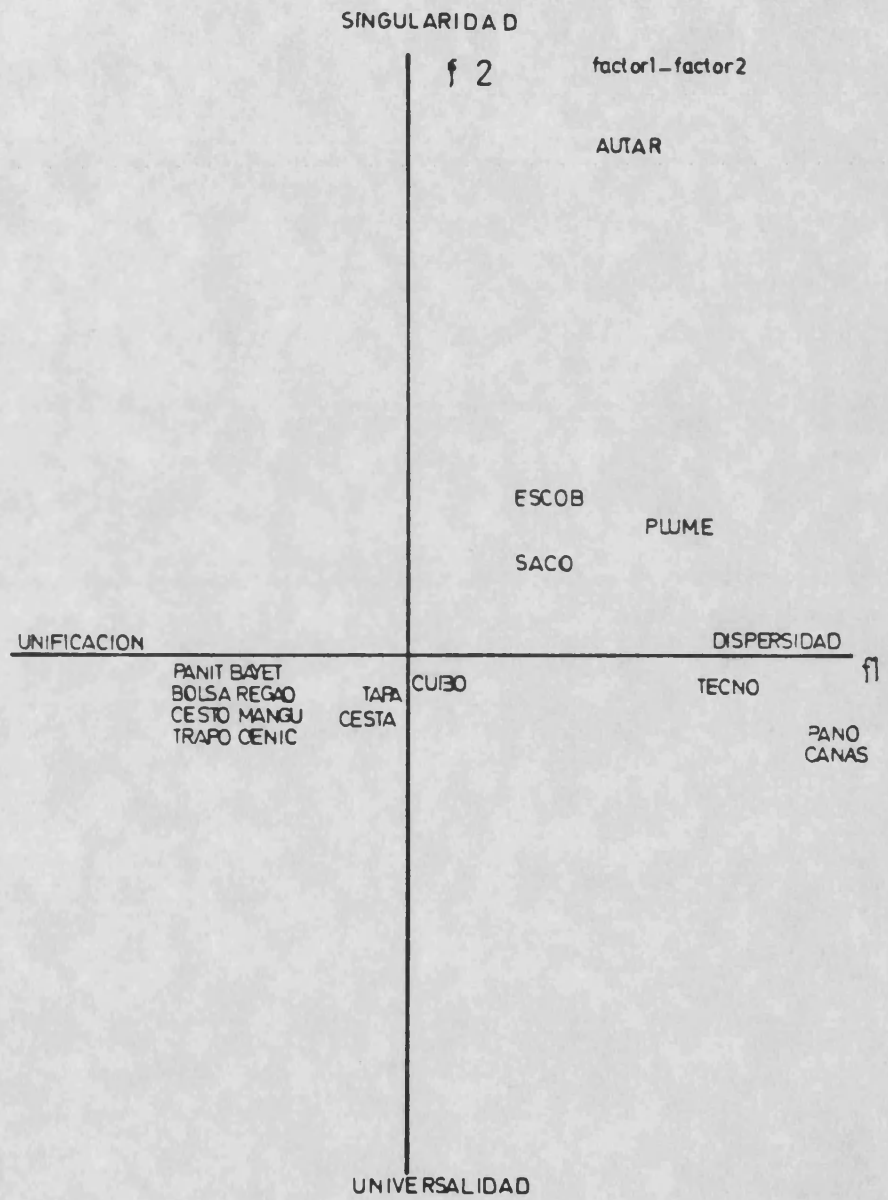 SINGULARIDAD
f 2
factor1-factor2
AUTAR
ESCOB
PLUME
SACO
UNIFICACION
DISPERSIDAD
f1
PANIT BAYET
BOLSA REGAO
CESTO MANGU
TRAPO CENIC
TAPA
CESTA
CUBO
TECNO
PANO
CANAS
UNIVERSALIDAD